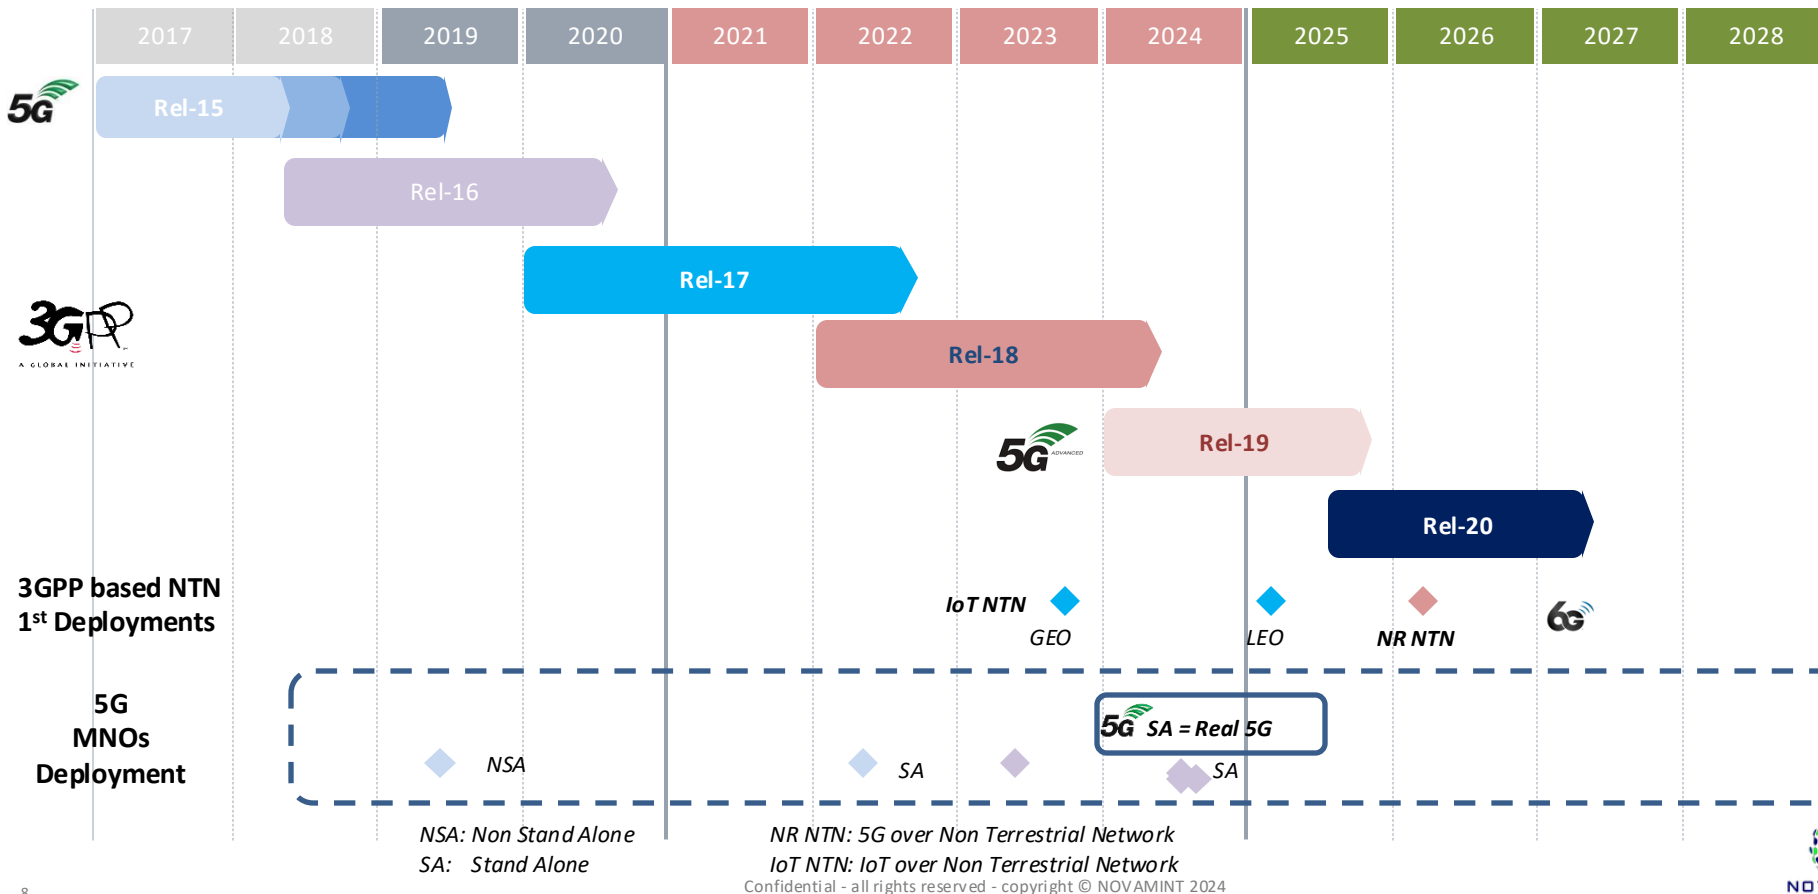 2017 2018 2019 2020 2021 2022 2023 2024 2025 2026 2027 2028
5G
Rel-15
Rel-16
Rel-17
3GPP
A GLOBAL INITIATIVE
Rel-18
5G ADVANCED
Rel-19
Rel-20
3GPP based NTN
1st Deployments
IoT NTN
GEO
LEO
NR NTN
6G
5G
MNOs
Deployment
5G SA = Real 5G
NSA
SA
SA
NSA: Non Stand Alone
SA: Stand Alone
NR NTN: 5G over Non Terrestrial Network
IoT NTN: IoT over Non Terrestrial Network
8
Confidential - all rights reserved - copyright © NOVAMINT 2024